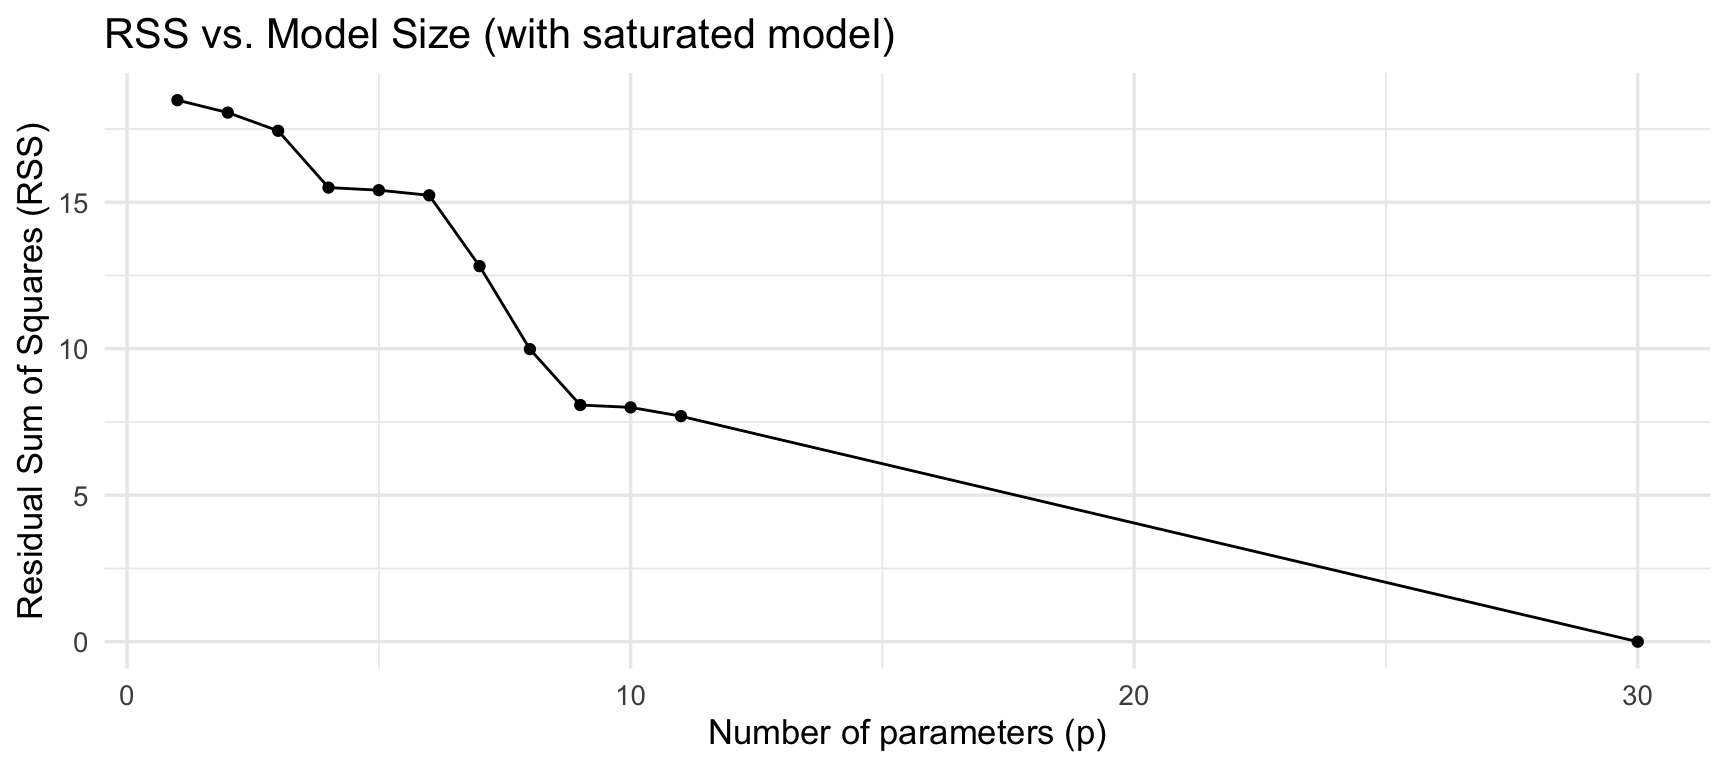 RSS vs. Model Size (with saturated model)
Residual Sum of Squares (RSS)
15
10
5
0
0
10
20
30
Number of parameters (p)